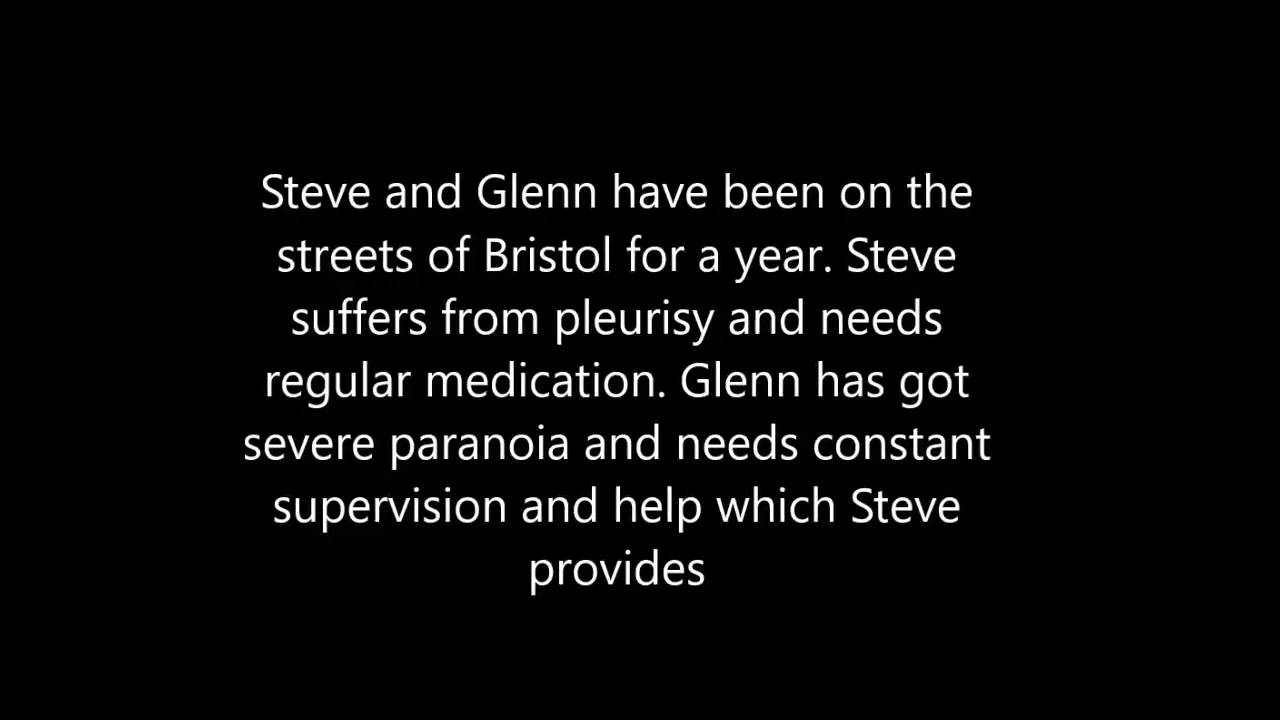 Steve and Glenn have been on the
streets of Bristol for a year. Steve
suffers from pleurisy and needs
regular medication. Glenn has got
severe paranoia and needs constant
supervision and help which Steve
provides